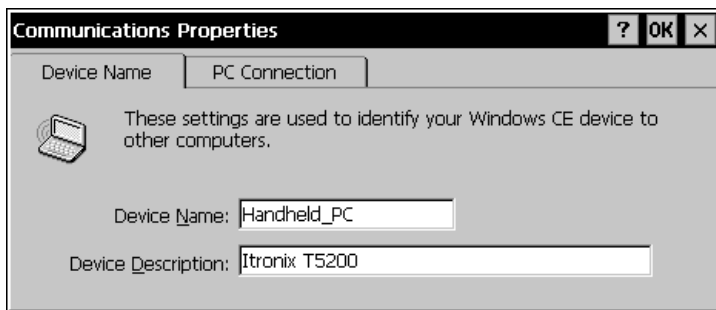 Communications Properties ? OK ×
Device Name PC Connection
These settings are used to identify your Windows CE device to
other computers.
Device Name: Handheld_PC
Device Description: Itronix T5200